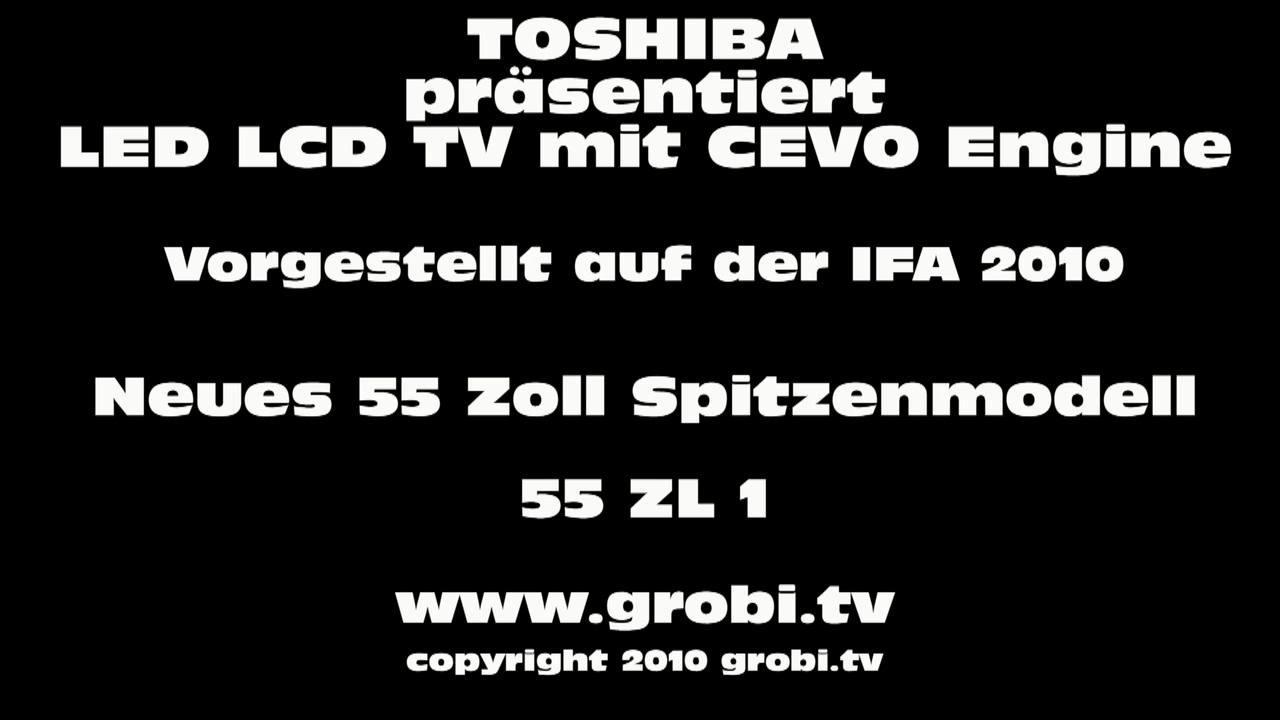 TOSHIBA
präsentiert
LED LCD TV mit CEVO Engine
Vorgestellt auf der IFA 2010
Neues 55 Zoll Spitzenmodell
55 ZL 1
www.grobi.tv
copyright 2010 grobi.tv